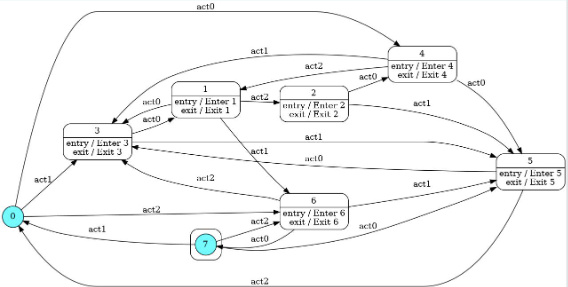 act0
act1
4
entry / Enter 4
exit / Exit 4
act2
act0
act0
1
entry / Enter 1
exit / Exit 1
act2
2
entry / Enter 2
exit / Exit 2
act1
act0
act0
3
entry / Enter 3
exit / Exit 3
act1
act1
act0
5
entry / Enter 5
exit / Exit 5
act2
act1
act1
6
entry / Enter 6
exit / Exit 6
0
act2
act2
act1
7
act0
act0
act2